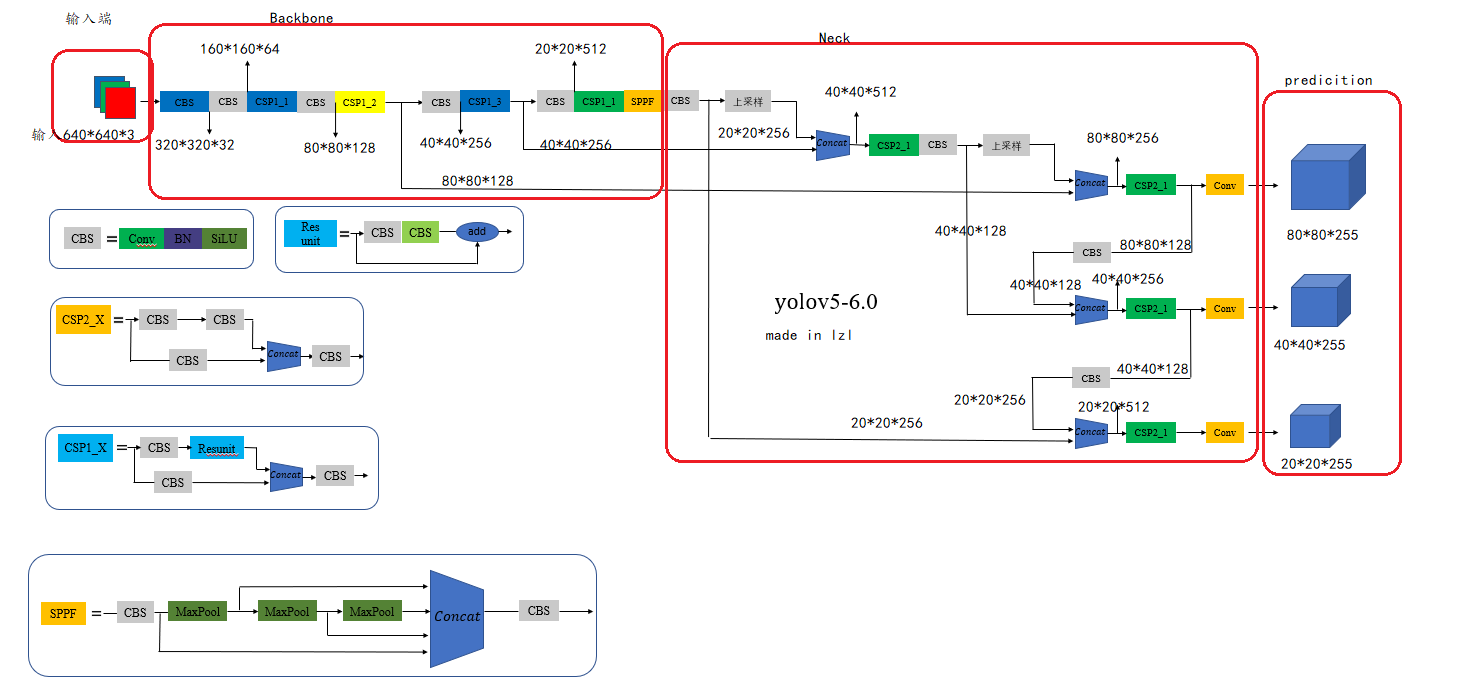 输入端
Backbone
Neck
predicition
输入640*640*3
160*160*64
20*20*512
CBS
CBS
CSP1_1
CBS
CSP1_2
CBS
CSP1_3
CBS
CSP1_1
SPPF
CBS
上采样
320*320*32
80*80*128
40*40*256
40*40*256
80*80*128
20*20*256
40*40*512
Concat
CSP2_1
CBS
上采样
80*80*256
Concat
CSP2_1
Conv
80*80*255
40*40*128
CBS
80*80*128
40*40*128
40*40*256
Concat
CSP2_1
Conv
40*40*255
CBS
40*40*128
20*20*256
20*20*512
20*20*256
Concat
CSP2_1
Conv
20*20*255
yolov5-6.0
made in lzl
CBS = Conv BN SiLU
Res unit = CBS CBS add
CSP2_X = CBS CBS
CBS
Concat
CBS
CSP1_X = CBS Resunit
CBS
Concat
CBS
SPPF = CBS MaxPool MaxPool MaxPool Concat CBS